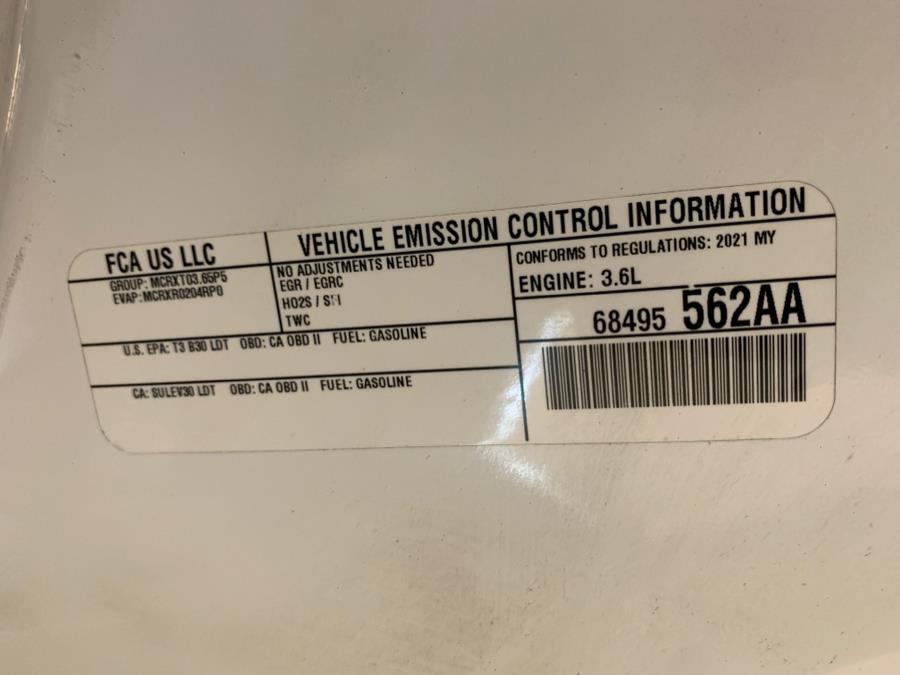 FCA US LLC
VEHICLE EMISSION CONTROL INFORMATION
GROUP: MCRXT03.65P5
EVAP: MCRXR0204RP0
NO ADJUSTMENTS NEEDED
EGR / EGRC
HO2S / SFI
TWC
CONFORMS TO REGULATIONS: 2021 MY
ENGINE: 3.6L
68495 562AA
U.S. EPA: T3 B30 LDT OBD: CA OBD II FUEL: GASOLINE
CA: SULEV30 LDT OBD: CA OBD II FUEL: GASOLINE